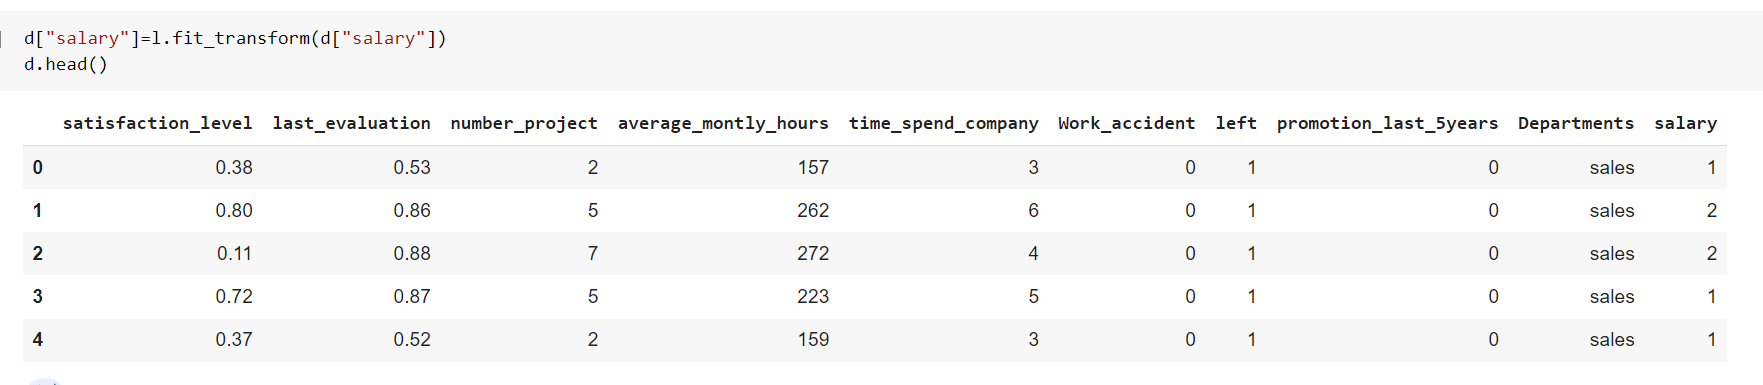 d["salary"]=l.fit_transform(d["salary"])
d.head()
satisfaction_level last_evaluation number_project average_montly_hours time_spend_company Work_accident left promotion_last_5years Departments salary
0 0.38 0.53 2 157 3 0 1 0 sales 1
1 0.80 0.86 5 262 6 0 1 0 sales 2
2 0.11 0.88 7 272 4 0 1 0 sales 2
3 0.72 0.87 5 223 5 0 1 0 sales 1
4 0.37 0.52 2 159 3 0 1 0 sales 1